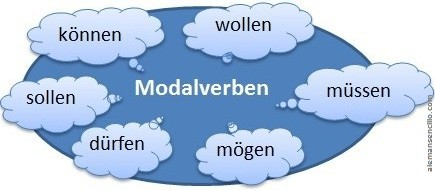 wollen
können
Modalverben
müssen
sollen
dürfen
mögen
alemansencillo.com